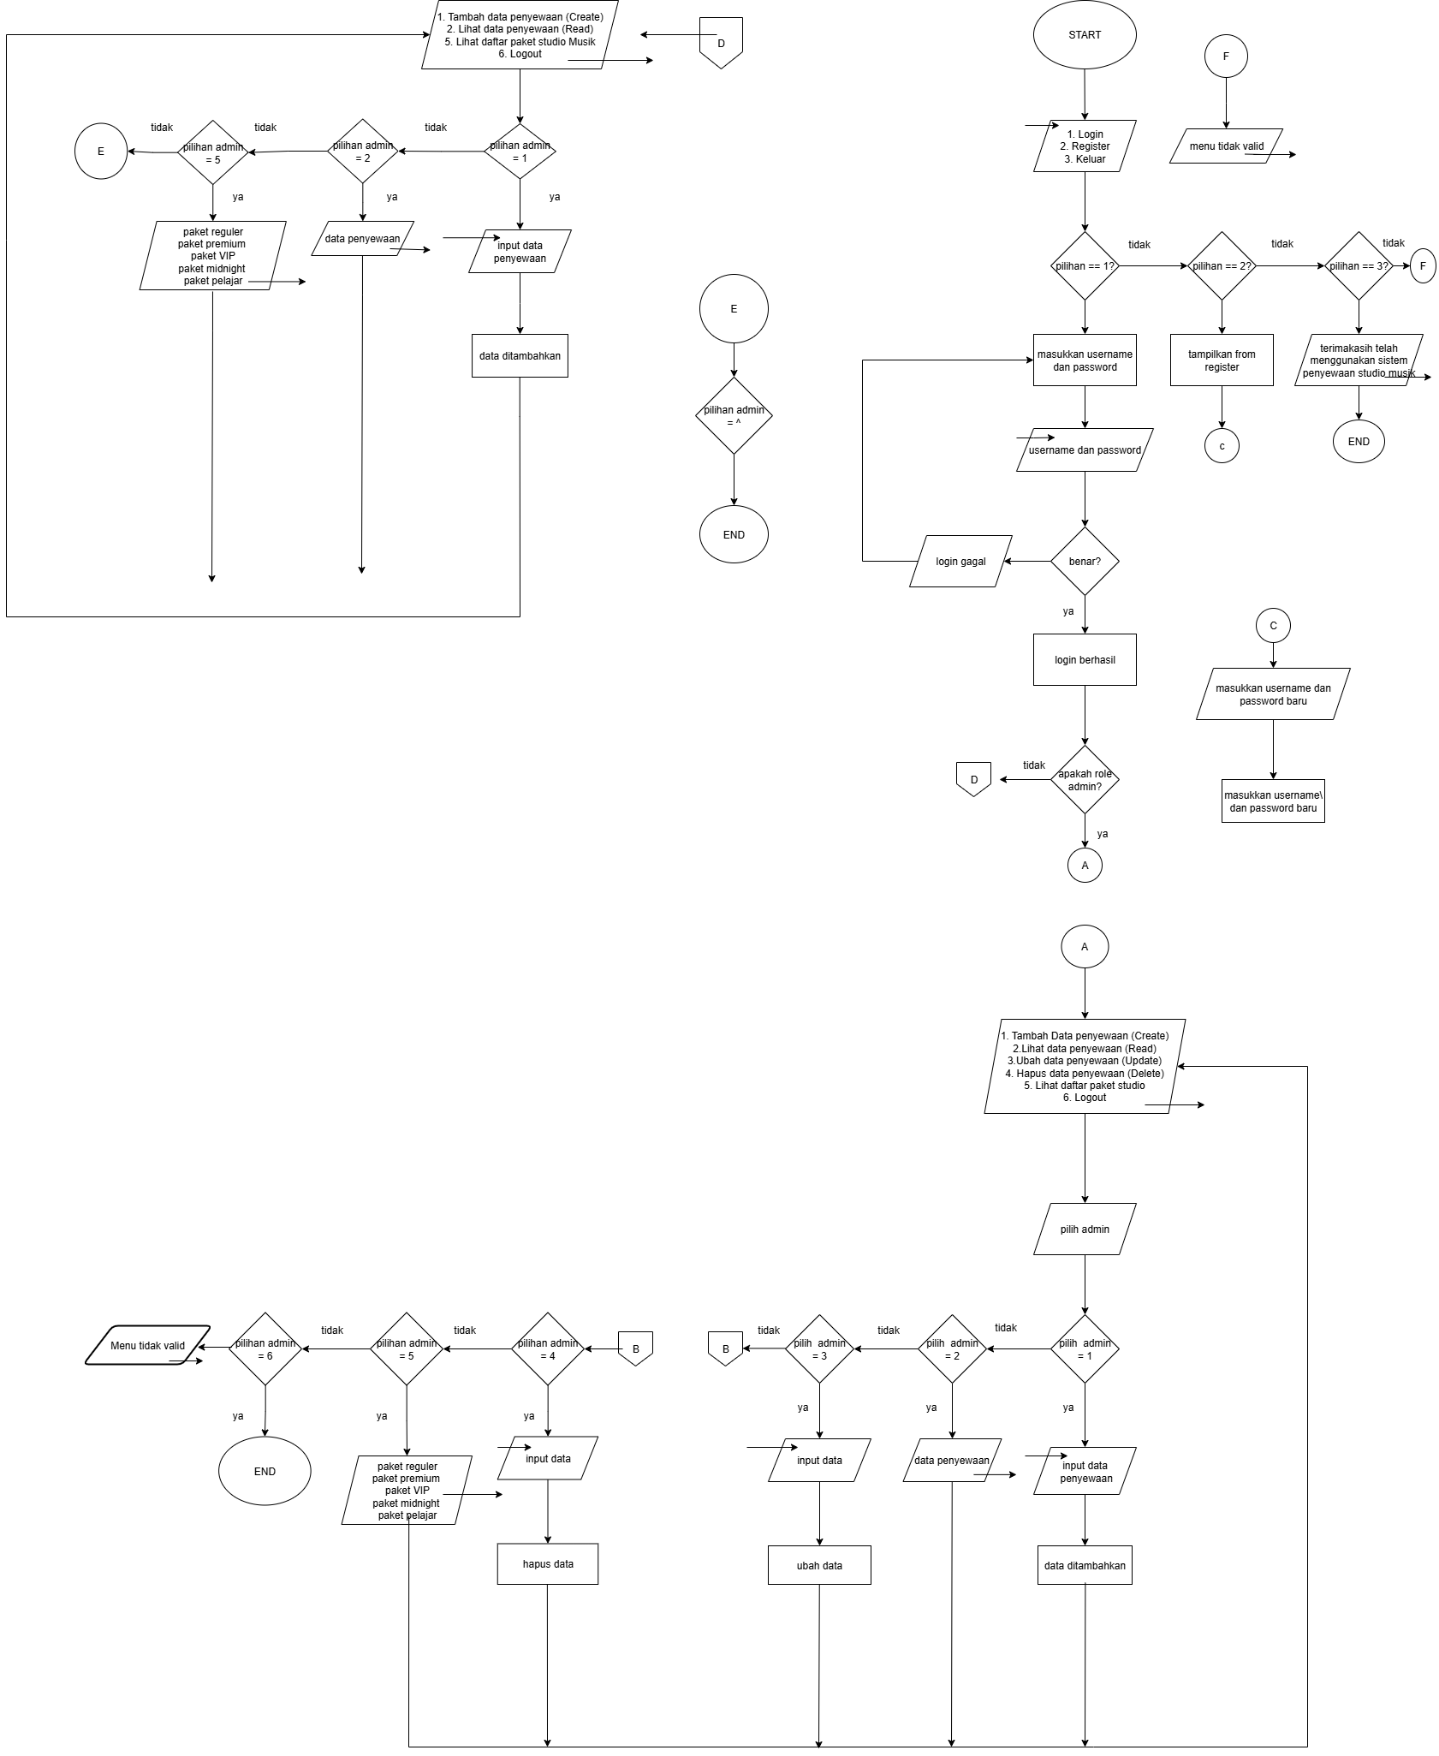 1. Tambah data penyewaan (Create)
2. Lihat data penyewaan (Read)
5. Lihat daftar paket studio Musik
6. Logout
D
E
tidak
pilihan admin
= 5
tidak
pilihan admin
= 2
tidak
pilihan admin
= 1
ya
ya
ya
paket reguler
paket premium
paket VIP
paket midnight
paket pelajar
data penyewaan
input data
penyewaan
data ditambahkan
E
pilihan admin
= ^
END
START
F
1. Login
2. Register
3. Keluar
menu tidak valid
pilihan == 1?
tidak
pilihan == 2?
tidak
pilihan == 3?
tidak
F
masukkan username
dan password
tampilkan from
register
terimakasih telah
menggunakan sistem
penyewaan studio musik
username dan password
c
END
login gagal
benar?
ya
login berhasil
C
masukkan username dan
password baru
masukkan username\
dan password baru
D
tidak
apakah role
admin?
ya
A
A
1. Tambah Data penyewaan (Create)
2.Lihat data penyewaan (Read)
3.Ubah data penyewaan (Update)
4. Hapus data penyewaan (Delete)
5. Lihat daftar paket studio
6. Logout
pilih admin
Menu tidak valid
pilihan admin
= 6
tidak
pilihan admin
= 5
tidak
pilihan admin
= 4
B
B
tidak
pilih admin
= 3
tidak
pilih admin
= 2
tidak
pilih admin
= 1
ya
ya
ya
ya
ya
ya
END
paket reguler
paket premium
paket VIP
paket midnight
paket pelajar
input data
input data
data penyewaan
input data
penyewaan
hapus data
ubah data
data ditambahkan